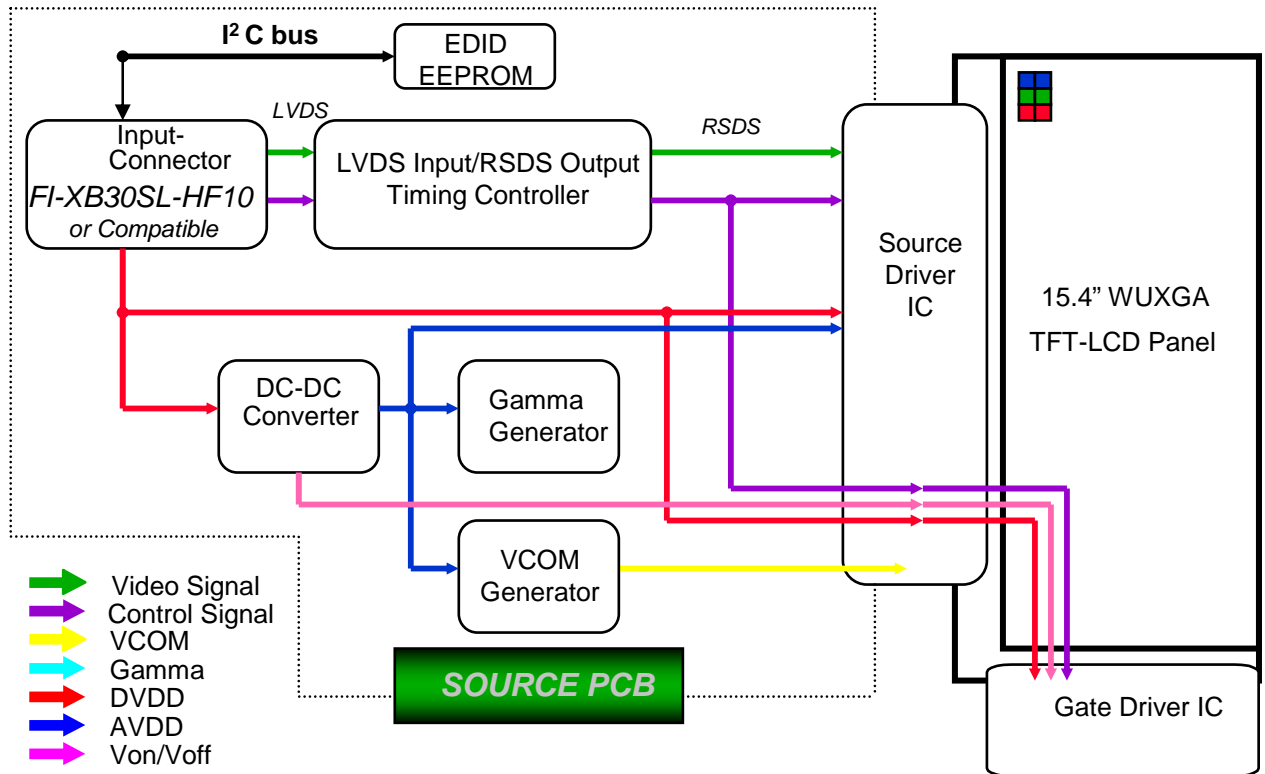 I² C bus
EDID
EEPROM
LVDS
RSDS
Input-
Connector
FI-XB30SL-HF10
or Compatible
LVDS Input/RSDS Output
Timing Controller
Source
Driver
IC
15.4” WUXGA
TFT-LCD Panel
DC-DC
Converter
Gamma
Generator
VCOM
Generator
Video Signal
Control Signal
VCOM
Gamma
DVDD
AVDD
Von/Voff
SOURCE PCB
Gate Driver IC